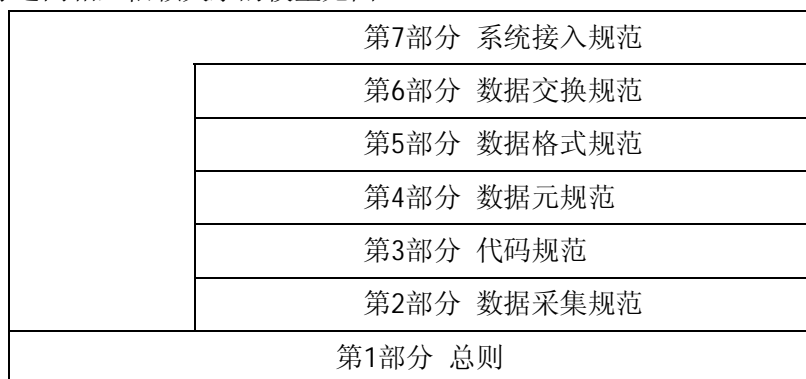 第7部分 系统接入规范
第6部分 数据交换规范
第5部分 数据格式规范
第4部分 数据元规范
第3部分 代码规范
第2部分 数据采集规范
第1部分 总则